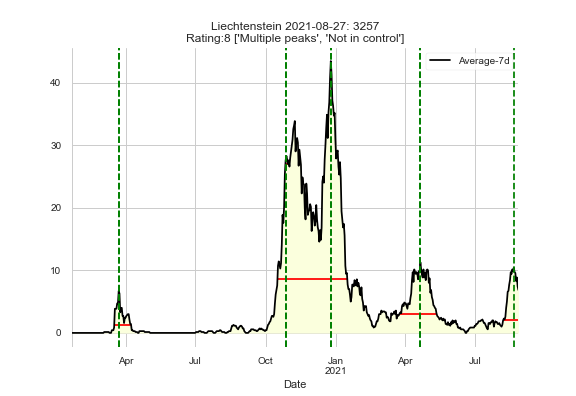 Liechtenstein 2021-08-27: 3257
Rating:8 ['Multiple peaks', 'Not in control']
Average-7d
40
30
20
10
0
Apr
Jul
Oct
Jan
2021
Apr
Jul
Date